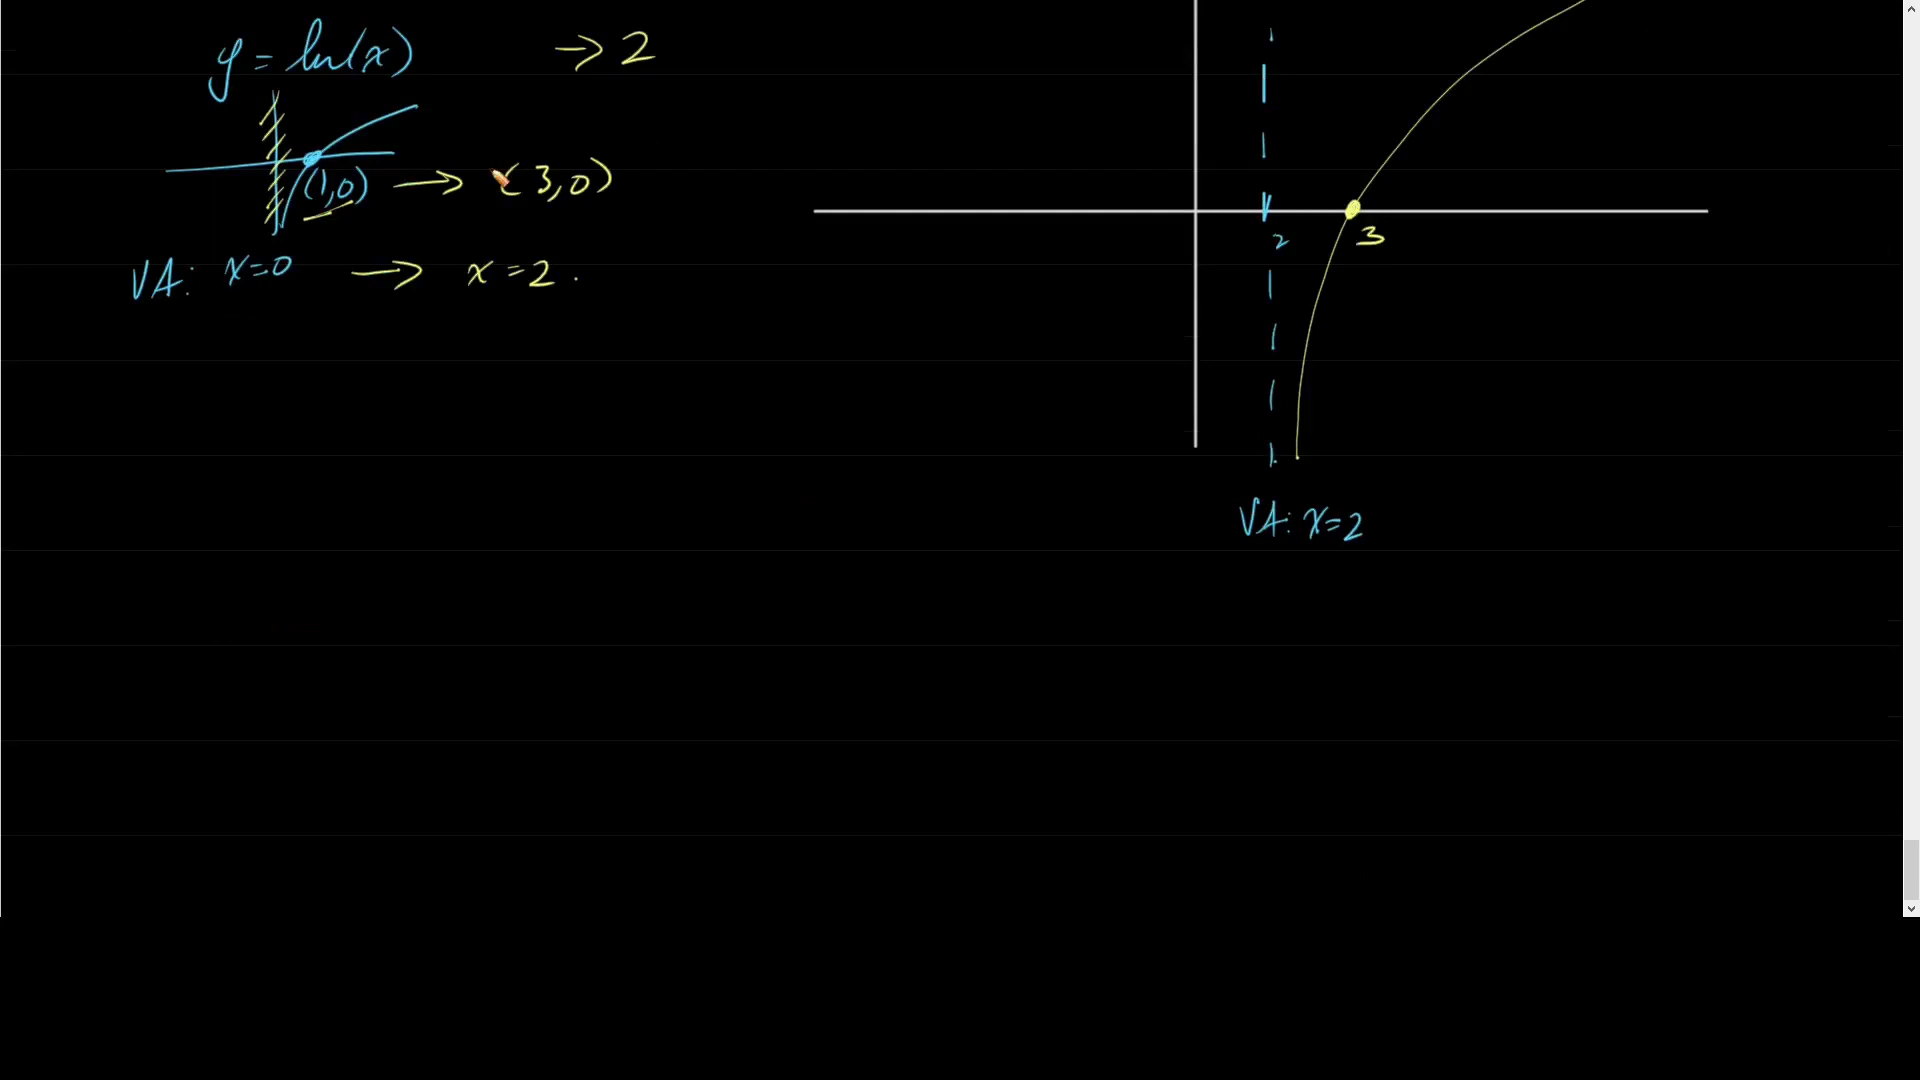 y = ln(x) → 2
(1,0) → (3,0)
VA: x=0 → x=2.
2
3
VA: x=2